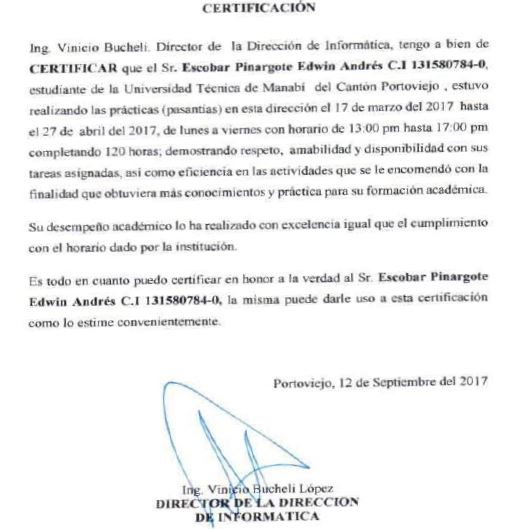 CERTIFICACIÓN
Ing. Vinicio Bucheli. Director de la Dirección de Informática, tengo a bien de
CERTIFICAR que el Sr. Escobar Pinargote Edwin Andrés C.I 131580784-0,
estudiante de la Universidad Técnica de Manabí del Cantón Portoviejo , estuvo
realizando las prácticas (pasantías) en esta dirección el 17 de marzo del 2017 hasta
el 27 de abril del 2017, de lunes a viernes con horario de 13:00 pm hasta 17:00 pm
completando 120 horas; demostrando respeto, amabilidad y disponibilidad con sus
tareas asignadas, así como eficiencia en las actividades que se le encomendó con la
finalidad que obtuviera más conocimientos y práctica para su formación académica.
Su desempeño académico lo ha realizado con excelencia igual que el cumplimiento
con el horario dado por la institución.
Es todo en cuanto puedo certificar en honor a la verdad al Sr. Escobar Pinargote
Edwin Andrés C.I 131580784-0, la misma puede darle uso a esta certificación
como lo estime convenientemente.
Portoviejo, 12 de Septiembre del 2017
Ing. Vinicio Bucheli López
DIRECTOR DE LA DIRECCION
DE INFORMATICA